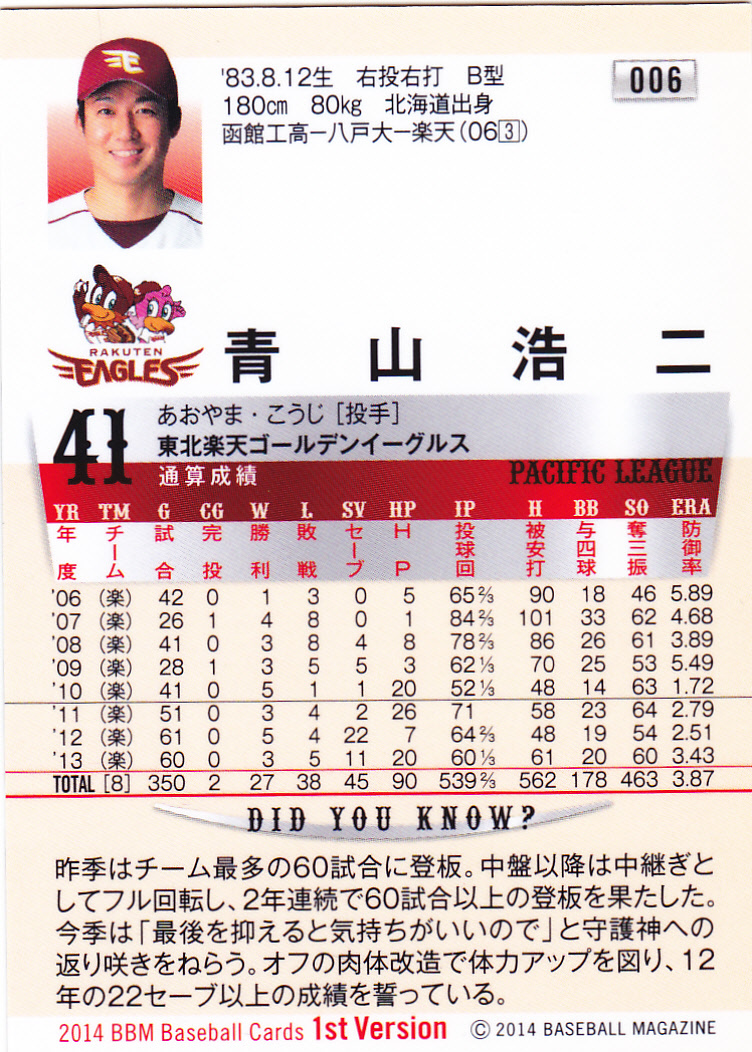 '83.8.12生 右投右打 B型
006
180cm 80kg 北海道出身
函館工高－八戸大－楽天(06③)
RAKUTEN
EAGLES
青山浩二
41
あおやま・こうじ [投手]
東北楽天ゴールデンイーグルス
通算成績 PACIFIC LEAGUE
YR TM G CG W L SV HP IP H BB SO ERA
年度 チーム 試合 完投 勝利 敗戦 セーブ HP 投球回 被安打 与四球 奪三振 防御率
'06 (楽) 42 0 1 3 0 5 65⅔ 90 18 46 5.89
'07 (楽) 26 1 4 8 0 1 84⅔ 101 33 62 4.68
'08 (楽) 41 0 3 8 4 8 78⅔ 86 26 61 3.89
'09 (楽) 28 1 3 5 5 3 62⅓ 70 25 53 5.49
'10 (楽) 41 0 5 1 1 20 52⅓ 48 14 63 1.72
'11 (楽) 51 0 3 4 2 26 71 58 23 64 2.79
'12 (楽) 61 0 5 4 22 7 64⅔ 48 19 54 2.51
'13 (楽) 60 0 3 5 11 20 60⅓ 61 20 60 3.43
TOTAL [8] 350 2 27 38 45 90 539⅔ 562 178 463 3.87
DID YOU KNOW?
昨季はチーム最多の60試合に登板。中盤以降は中継ぎと
してフル回転し、2年連続で60試合以上の登板を果たした。
今季は「最後を抑えると気持ちがいいので」と守護神への
返り咲きをねらう。オフの肉体改造で体力アップを図り、12
年の22セーブ以上の成績を誓っている。
2014 BBM Baseball Cards 1st Version © 2014 BASEBALL MAGAZINE